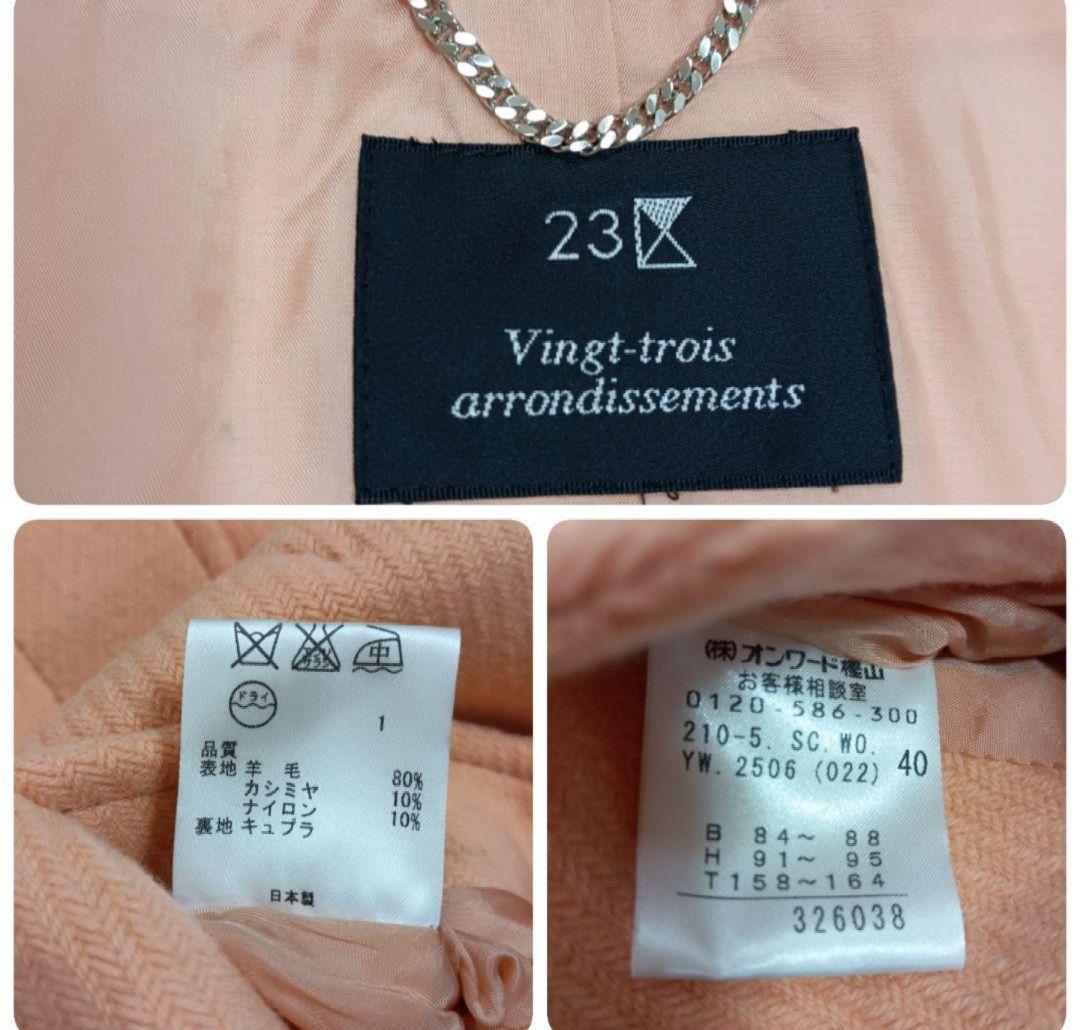 23区
Vingt-trois
arrondissements
中
ドライ
1
品質
表地 羊 毛 80%
カシミヤ 10%
ナイロン 10%
裏地 キュプラ
日本製
(株)オンワード樫山
お客様相談室
0120-586-300
210-5. SC. WO.
YW. 2506 (022) 40
B 84～ 88
H 91～ 95
T158～164
326038